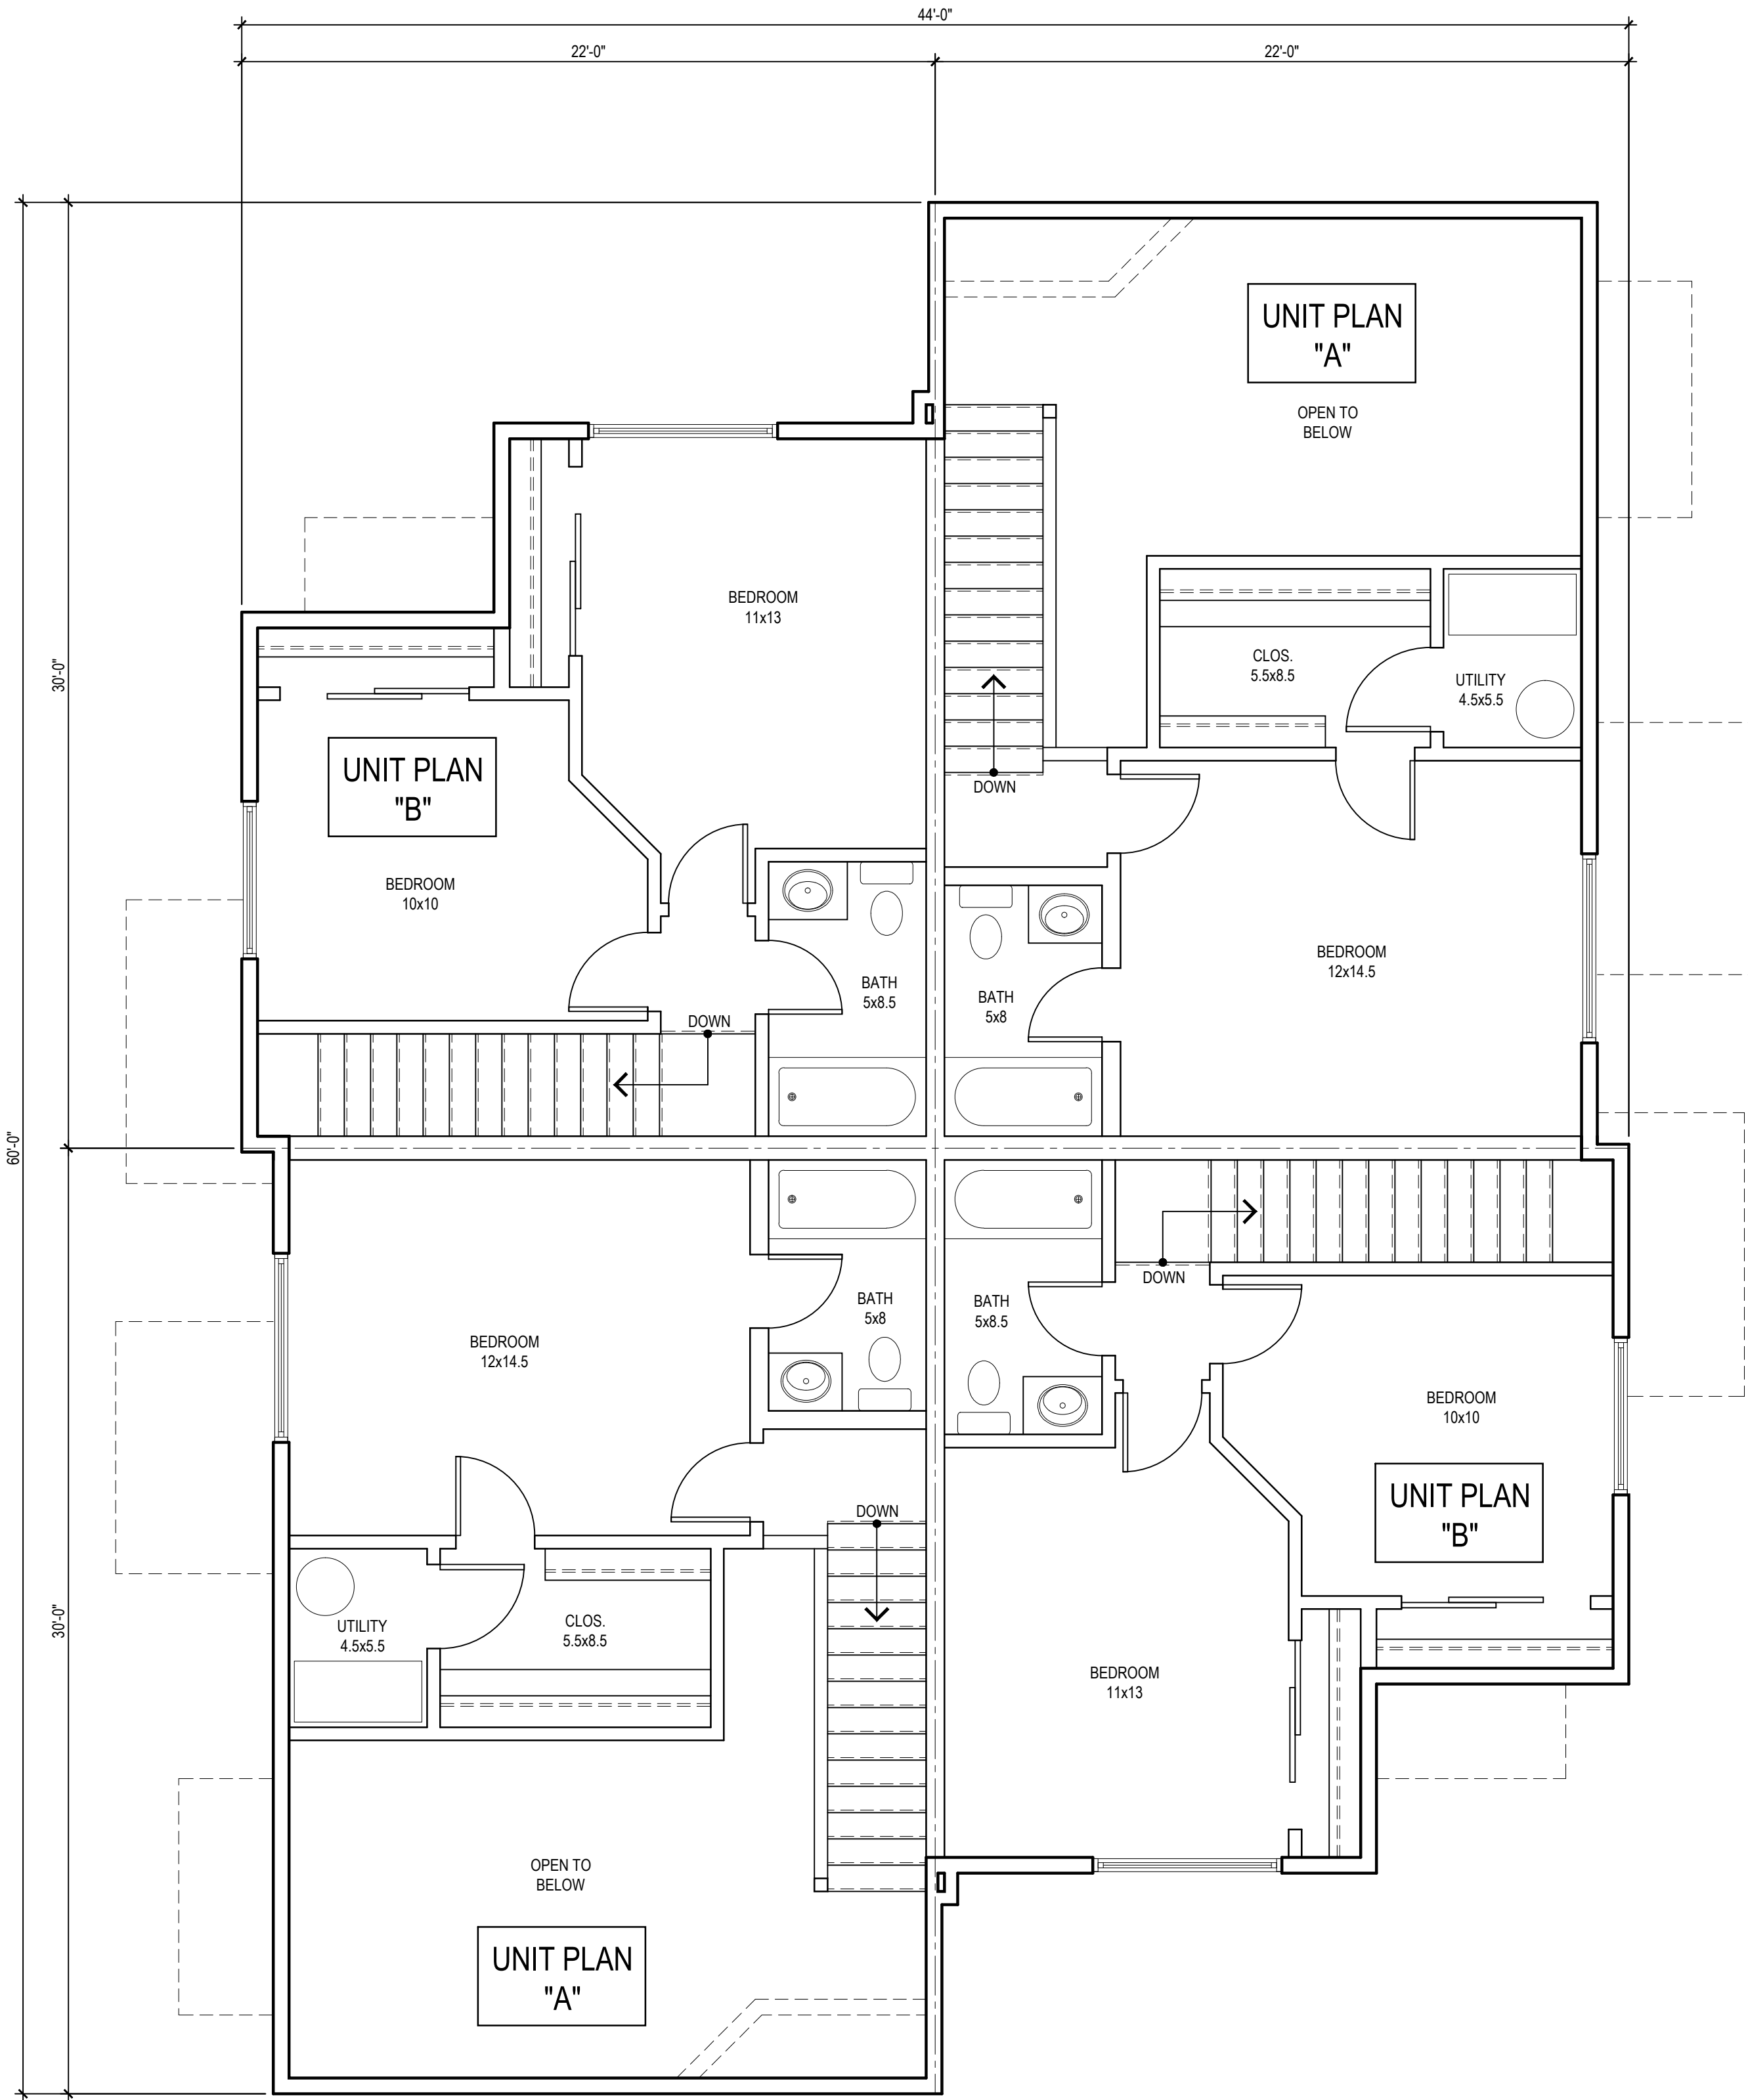 44'-0"
22'-0"
22'-0"
UNIT PLAN
"A"
OPEN TO
BELOW
BEDROOM
11x13
CLOS.
5.5x8.5
UTILITY
4.5x5.5
30'-0"
UNIT PLAN
"B"
DOWN
BEDROOM
10x10
BEDROOM
12x14.5
BATH
5x8.5
BATH
5x8
DOWN
60'-0"
DOWN
BATH
5x8
BATH
5x8.5
BEDROOM
12x14.5
BEDROOM
10x10
DOWN
UNIT PLAN
"B"
30'-0"
UTILITY
4.5x5.5
CLOS.
5.5x8.5
BEDROOM
11x13
OPEN TO
BELOW
UNIT PLAN
"A"